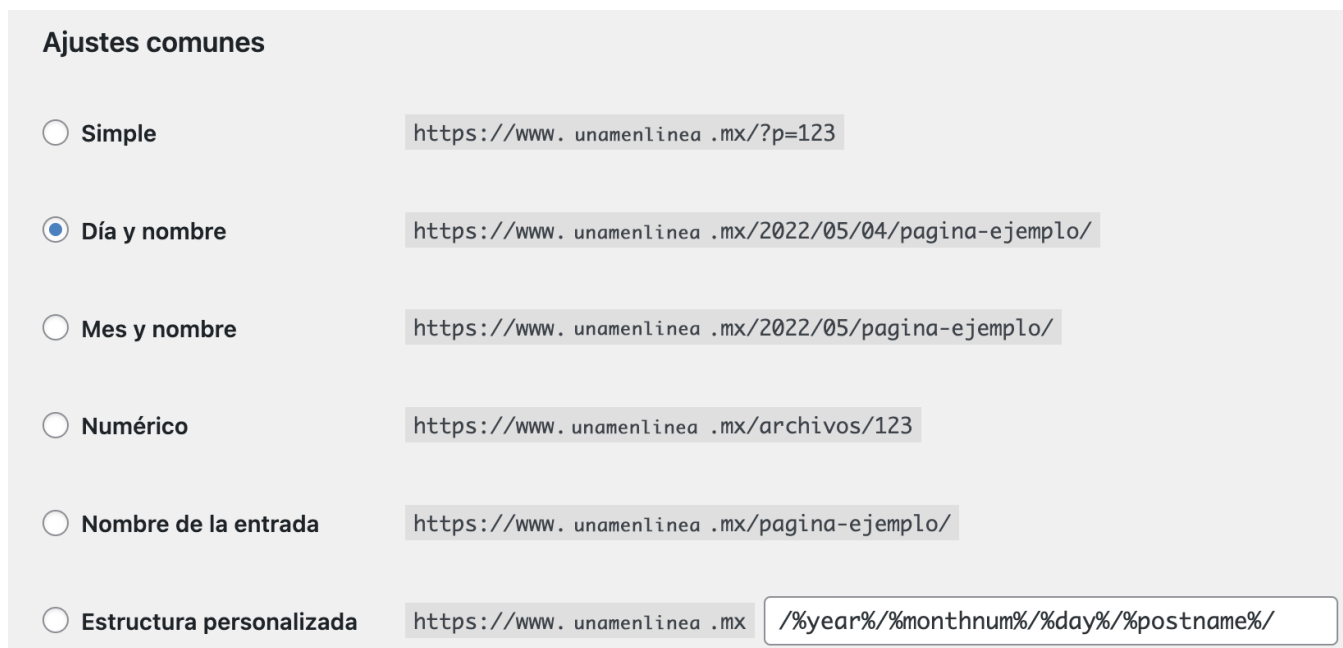 Ajustes comunes
Simple https://www. unamenlinea .mx/?p=123
Día y nombre https://www. unamenlinea .mx/2022/05/04/pagina-ejemplo/
Mes y nombre https://www. unamenlinea .mx/2022/05/pagina-ejemplo/
Numérico https://www. unamenlinea .mx/archivos/123
Nombre de la entrada https://www. unamenlinea .mx/pagina-ejemplo/
Estructura personalizada https://www. unamenlinea .mx /%year%/%monthnum%/%day%/%postname%/